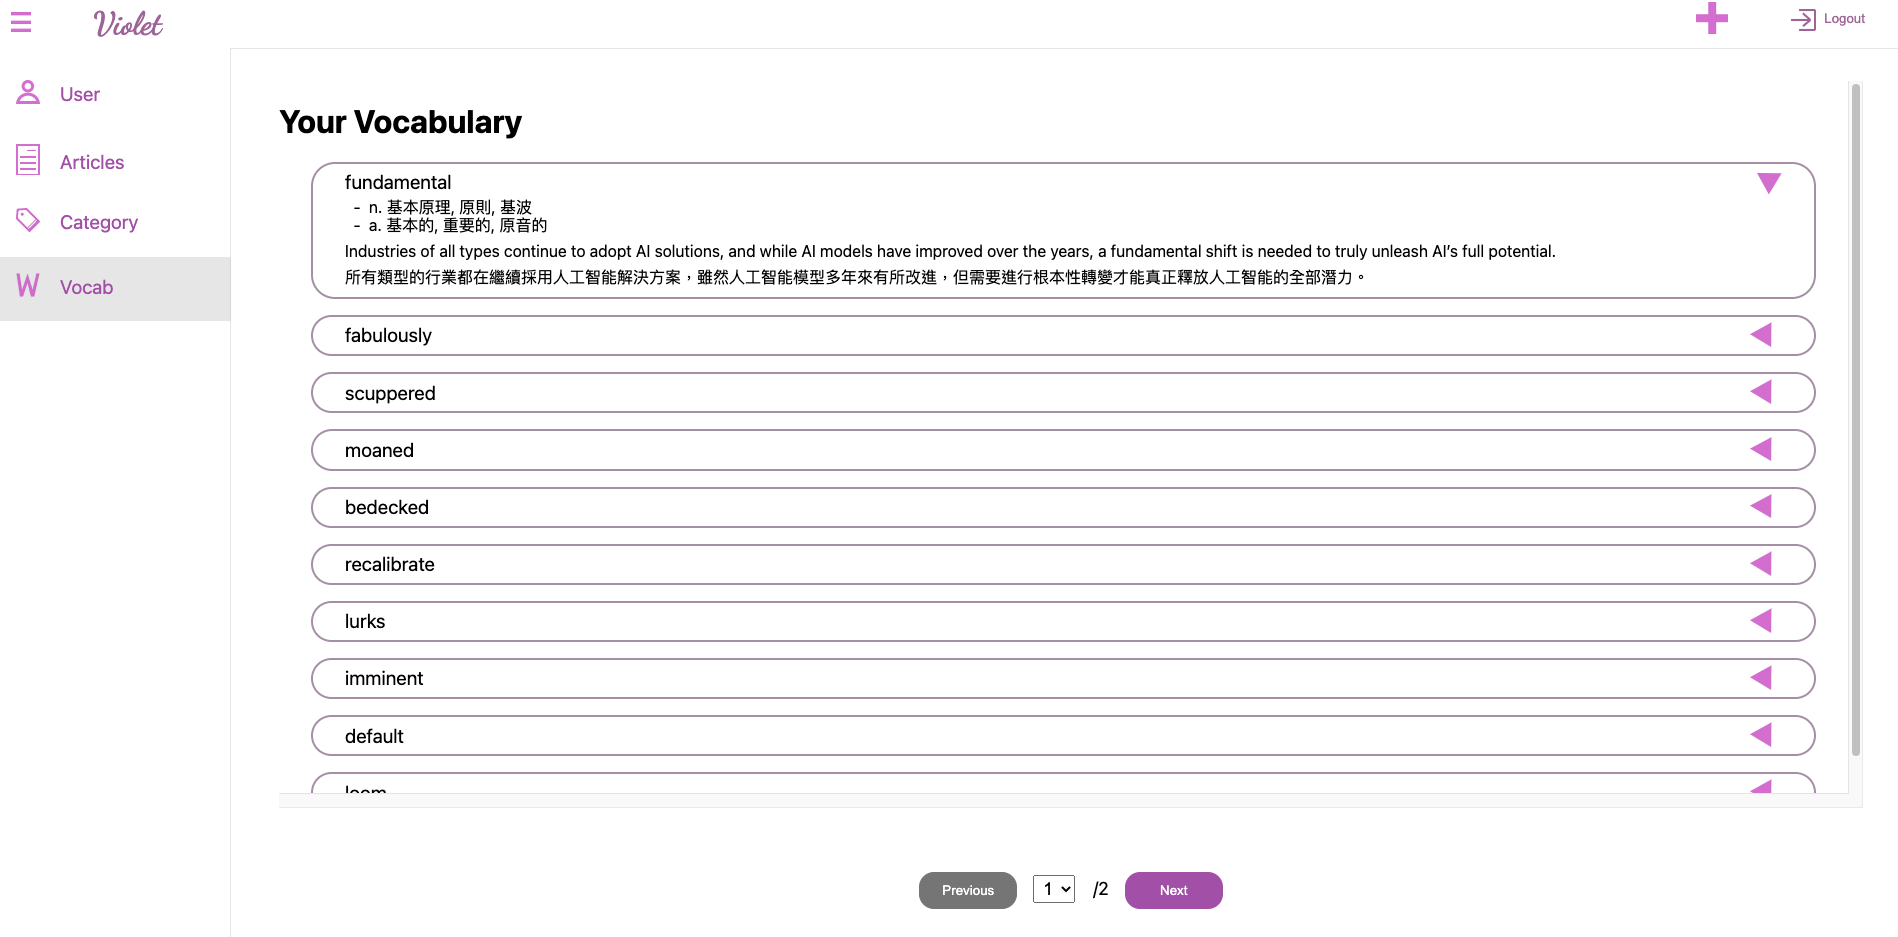 Violet
Logout
User
Articles
Category
W Vocab
Your Vocabulary
fundamental
- n. 基本原理, 原則, 基波
- a. 基本的, 重要的, 原音的
Industries of all types continue to adopt AI solutions, and while AI models have improved over the years, a fundamental shift is needed to truly unleash AI’s full potential.
所有類型的行業都在繼續採用人工智能解決方案，雖然人工智能模型多年來有所改進，但需要進行根本性轉變才能真正釋放人工智能的全部潛力。
fabulously
scuppered
moaned
bedecked
recalibrate
lurks
imminent
default
loom
Previous 1 /2 Next